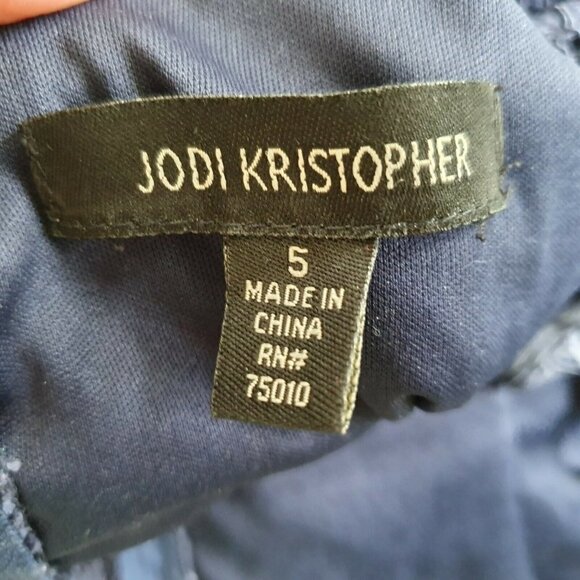 JODI KRISTOPHER
5
MADE IN
CHINA
RN#
75010